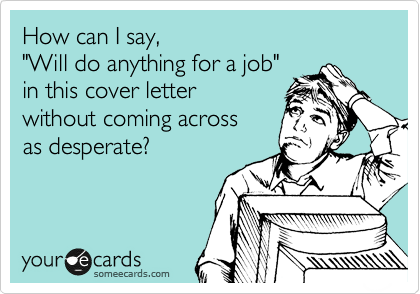 How can I say,
"Will do anything for a job"
in this cover letter
without coming across
as desperate?
your e cards
someecards.com